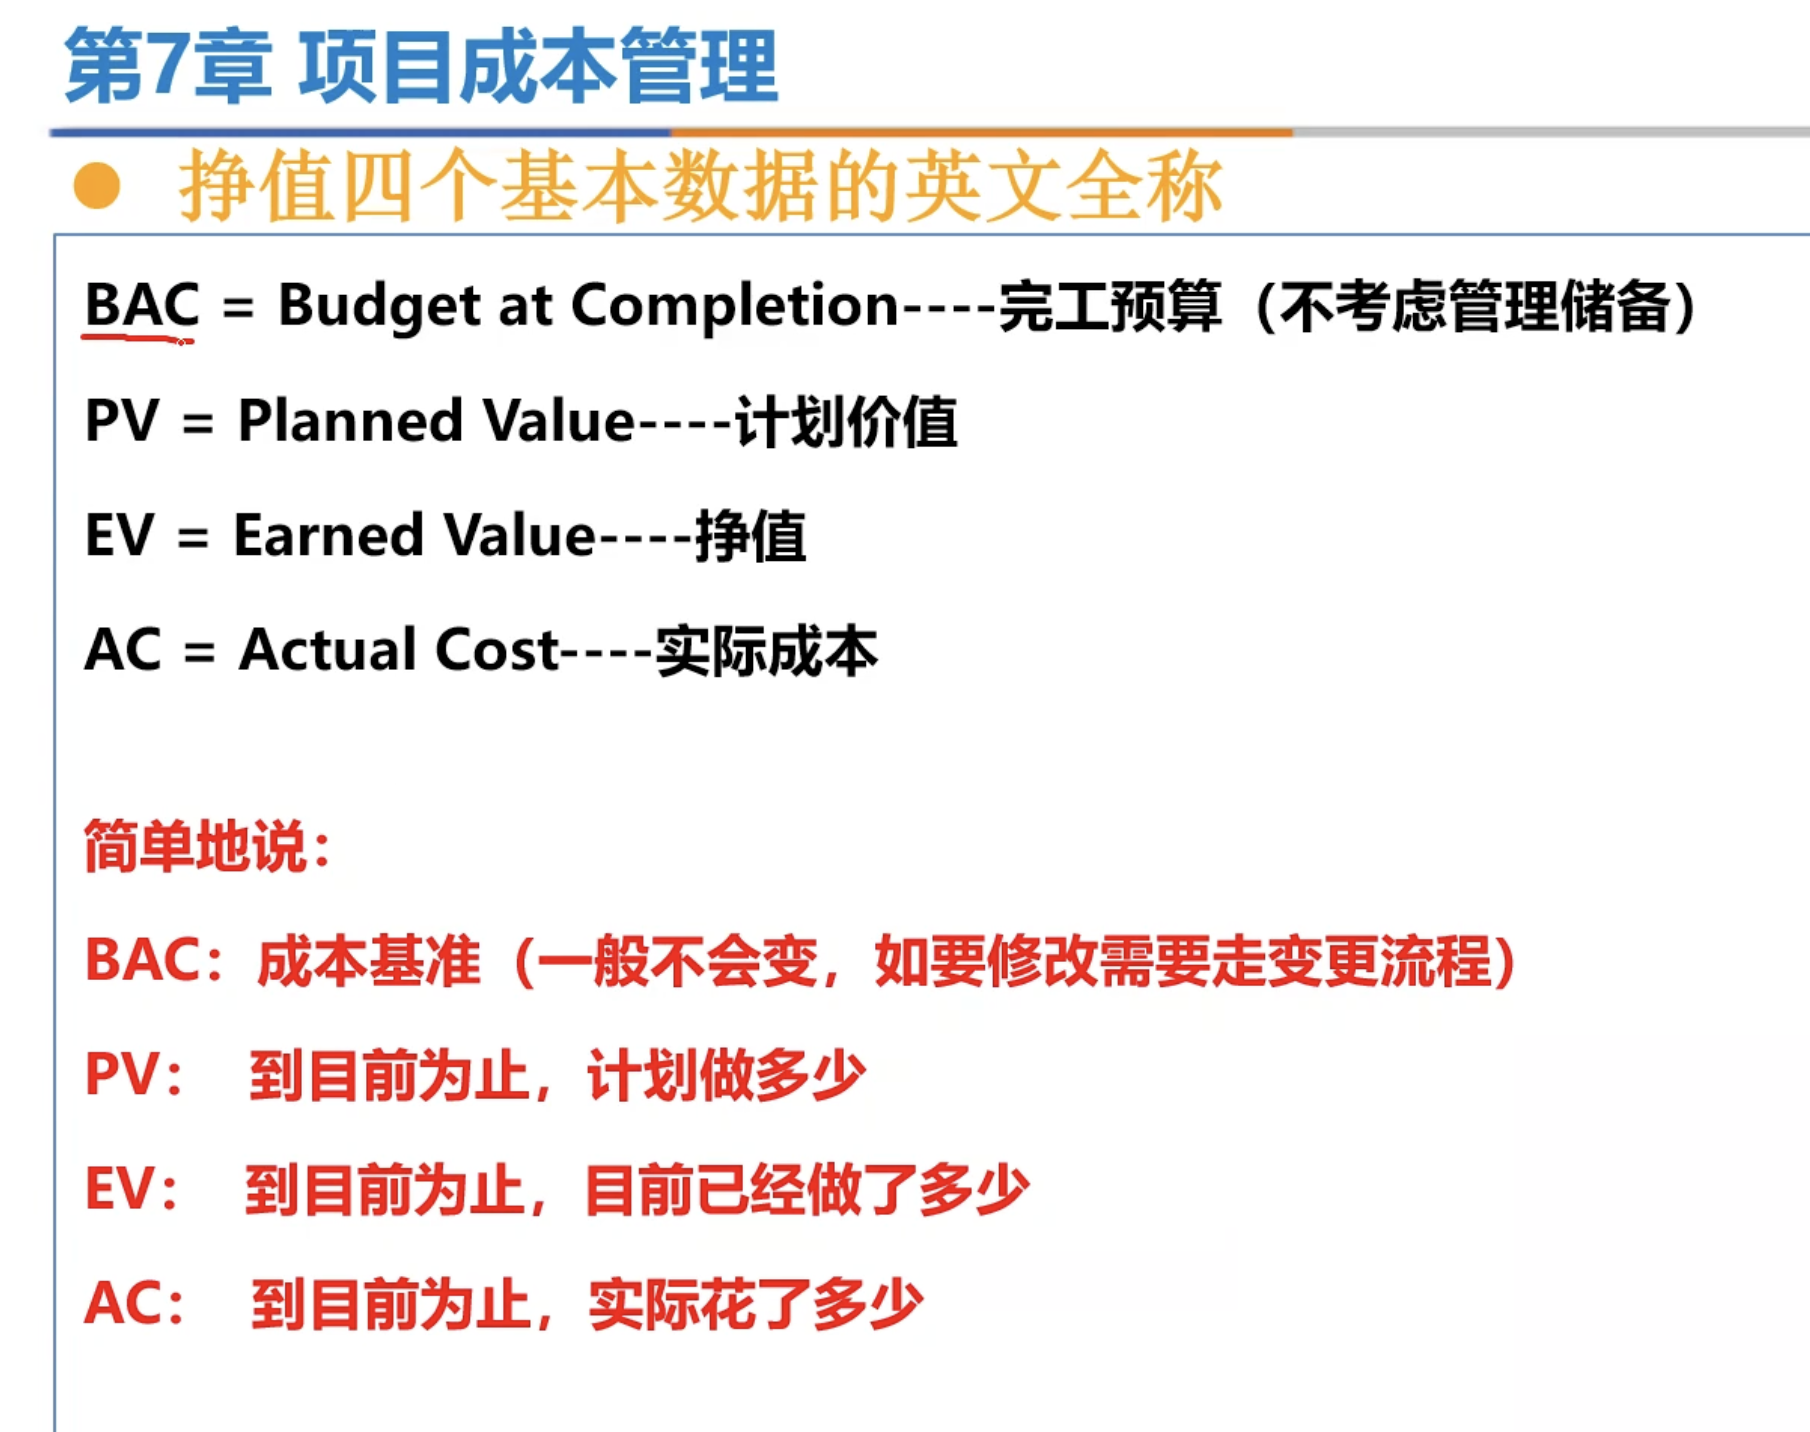 第7章 项目成本管理
● 挣值四个基本数据的英文全称
BAC = Budget at Completion----完工预算（不考虑管理储备）
PV = Planned Value----计划价值
EV = Earned Value----挣值
AC = Actual Cost----实际成本
简单地说：
BAC：成本基准（一般不会变，如要修改需要走变更流程）
PV： 到目前为止，计划做多少
EV： 到目前为止，目前已经做了多少
AC： 到目前为止，实际花了多少